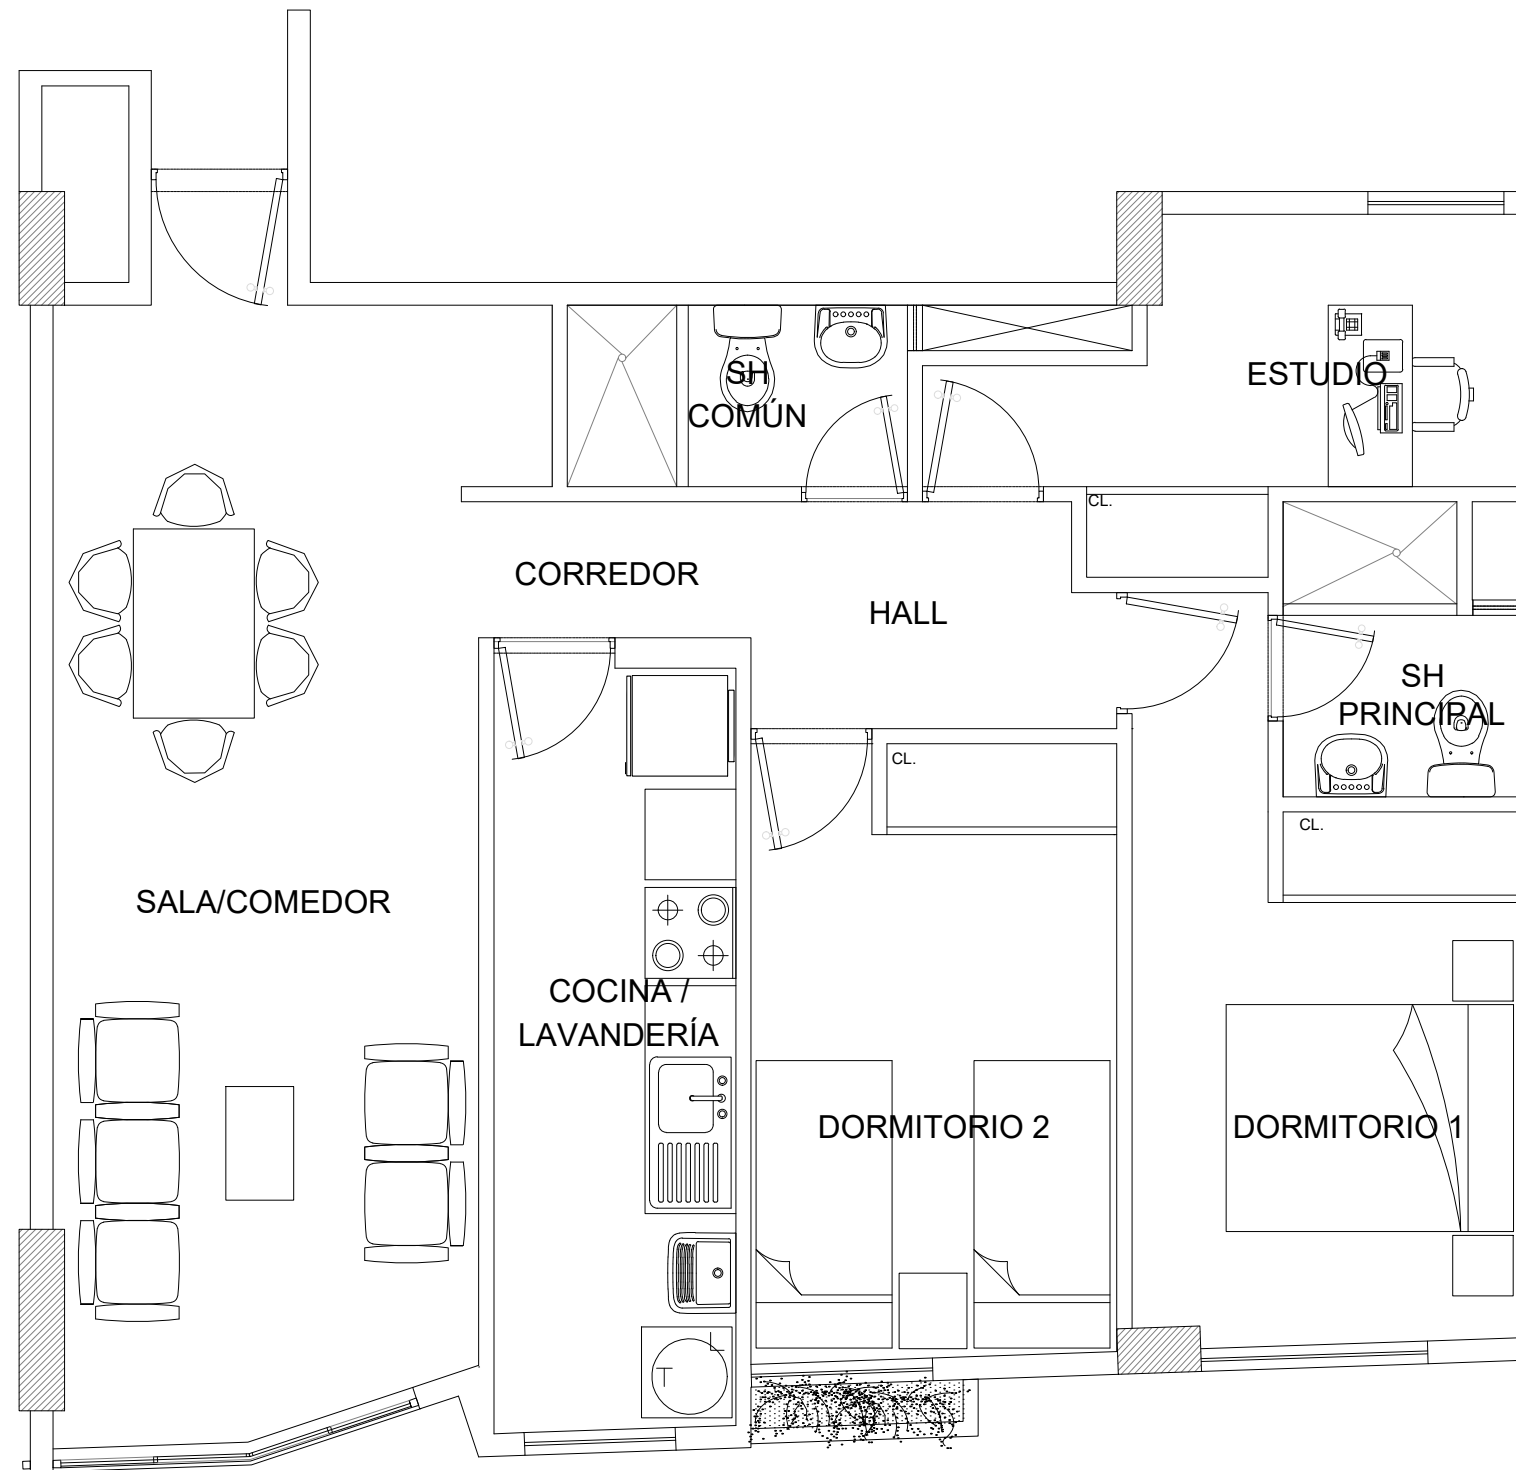 SH
COMÚN
ESTUDIO
CL.
CORREDOR
HALL
SH
PRINCIPAL
CL.
CL.
SALA/COMEDOR
COCINA /
LAVANDERÍA
DORMITORIO 2
DORMITORIO 1